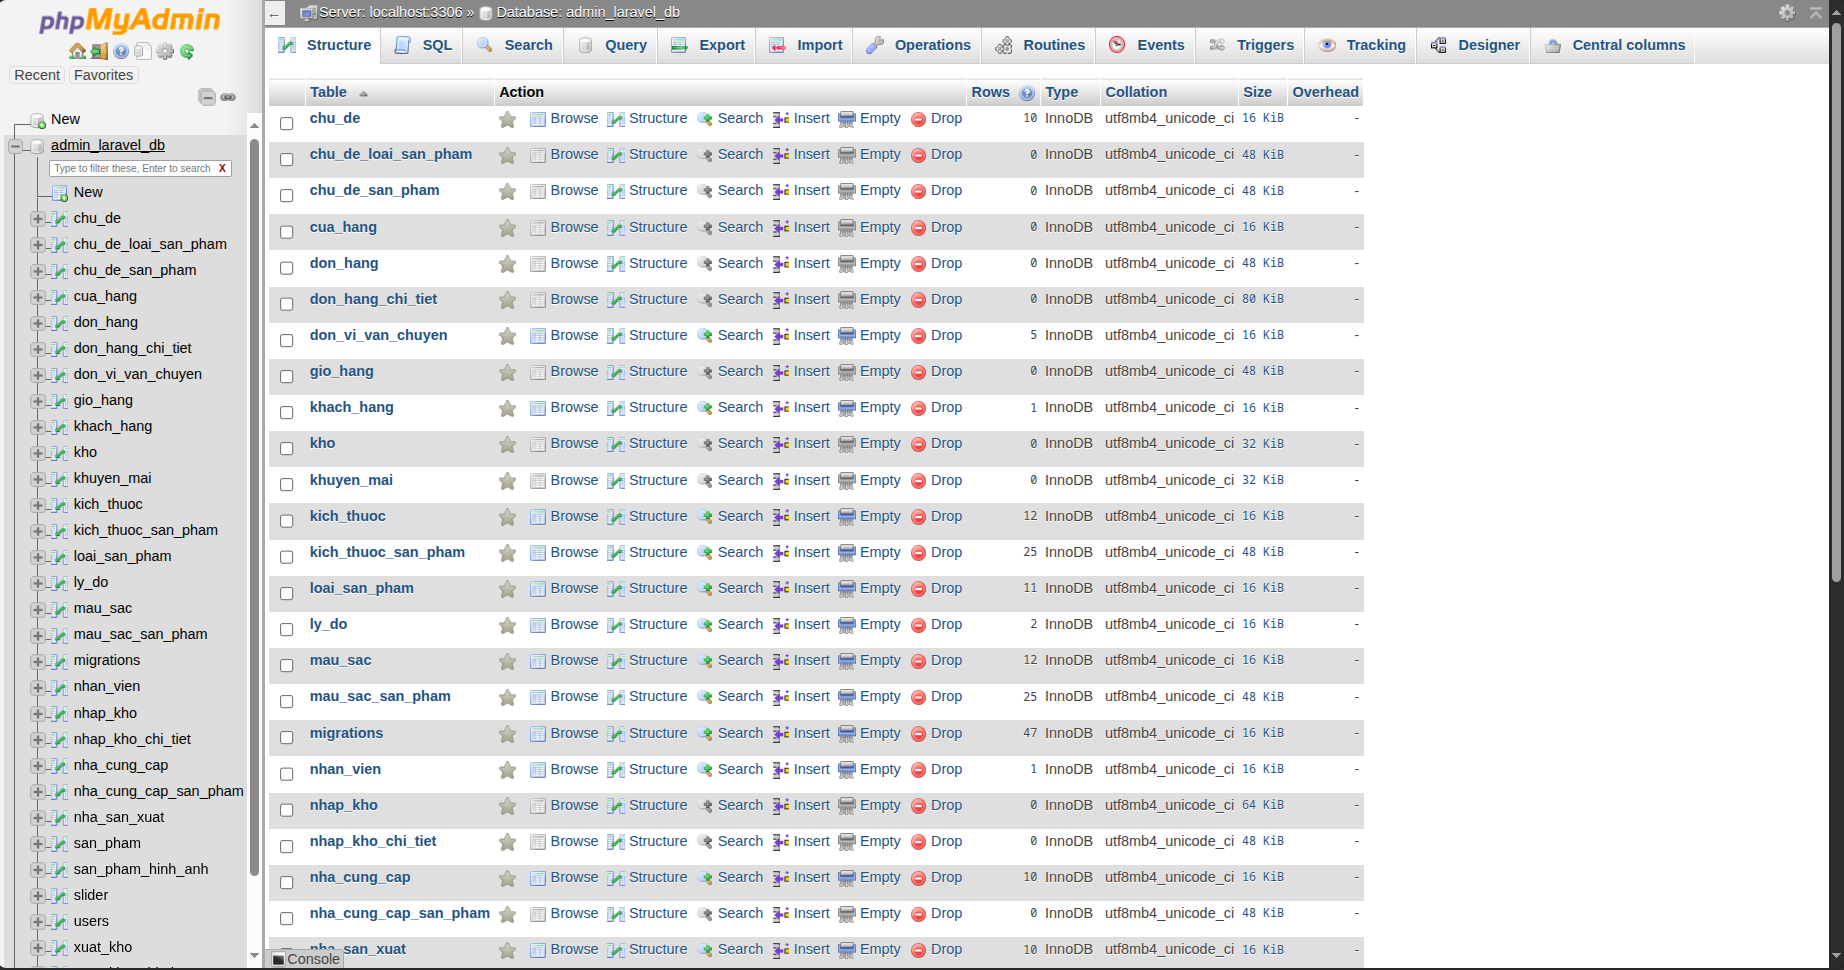 phpMyAdmin
Recent Favorites
New
admin_laravel_db
Type to filter these, Enter to search X
New
chu_de
chu_de_loai_san_pham
chu_de_san_pham
cua_hang
don_hang
don_hang_chi_tiet
don_vi_van_chuyen
gio_hang
khach_hang
kho
khuyen_mai
kich_thuoc
kich_thuoc_san_pham
loai_san_pham
ly_do
mau_sac
mau_sac_san_pham
migrations
nhan_vien
nhap_kho
nhap_kho_chi_tiet
nha_cung_cap
nha_cung_cap_san_pham
nha_san_xuat
san_pham
san_pham_hinh_anh
slider
users
xuat_kho
← Server: localhost:3306 » Database: admin_laravel_db
Structure SQL Search Query Export Import Operations Routines Events Triggers Tracking Designer Central columns
Table Action Rows Type Collation Size Overhead
chu_de Browse Structure Search Insert Empty Drop 10 InnoDB utf8mb4_unicode_ci 16 KiB -
chu_de_loai_san_pham Browse Structure Search Insert Empty Drop 0 InnoDB utf8mb4_unicode_ci 48 KiB -
chu_de_san_pham Browse Structure Search Insert Empty Drop 0 InnoDB utf8mb4_unicode_ci 48 KiB -
cua_hang Browse Structure Search Insert Empty Drop 0 InnoDB utf8mb4_unicode_ci 16 KiB -
don_hang Browse Structure Search Insert Empty Drop 0 InnoDB utf8mb4_unicode_ci 48 KiB -
don_hang_chi_tiet Browse Structure Search Insert Empty Drop 0 InnoDB utf8mb4_unicode_ci 80 KiB -
don_vi_van_chuyen Browse Structure Search Insert Empty Drop 5 InnoDB utf8mb4_unicode_ci 16 KiB -
gio_hang Browse Structure Search Insert Empty Drop 0 InnoDB utf8mb4_unicode_ci 48 KiB -
khach_hang Browse Structure Search Insert Empty Drop 1 InnoDB utf8mb4_unicode_ci 16 KiB -
kho Browse Structure Search Insert Empty Drop 0 InnoDB utf8mb4_unicode_ci 32 KiB -
khuyen_mai Browse Structure Search Insert Empty Drop 0 InnoDB utf8mb4_unicode_ci 32 KiB -
kich_thuoc Browse Structure Search Insert Empty Drop 12 InnoDB utf8mb4_unicode_ci 16 KiB -
kich_thuoc_san_pham Browse Structure Search Insert Empty Drop 25 InnoDB utf8mb4_unicode_ci 48 KiB -
loai_san_pham Browse Structure Search Insert Empty Drop 11 InnoDB utf8mb4_unicode_ci 16 KiB -
ly_do Browse Structure Search Insert Empty Drop 2 InnoDB utf8mb4_unicode_ci 16 KiB -
mau_sac Browse Structure Search Insert Empty Drop 12 InnoDB utf8mb4_unicode_ci 16 KiB -
mau_sac_san_pham Browse Structure Search Insert Empty Drop 25 InnoDB utf8mb4_unicode_ci 48 KiB -
migrations Browse Structure Search Insert Empty Drop 47 InnoDB utf8mb4_unicode_ci 16 KiB -
nhan_vien Browse Structure Search Insert Empty Drop 1 InnoDB utf8mb4_unicode_ci 16 KiB -
nhap_kho Browse Structure Search Insert Empty Drop 0 InnoDB utf8mb4_unicode_ci 64 KiB -
nhap_kho_chi_tiet Browse Structure Search Insert Empty Drop 0 InnoDB utf8mb4_unicode_ci 48 KiB -
nha_cung_cap Browse Structure Search Insert Empty Drop 10 InnoDB utf8mb4_unicode_ci 16 KiB -
nha_cung_cap_san_pham Browse Structure Search Insert Empty Drop 0 InnoDB utf8mb4_unicode_ci 48 KiB -
nha_san_xuat Browse Structure Search Insert Empty Drop 10 InnoDB utf8mb4_unicode_ci 16 KiB -
Console